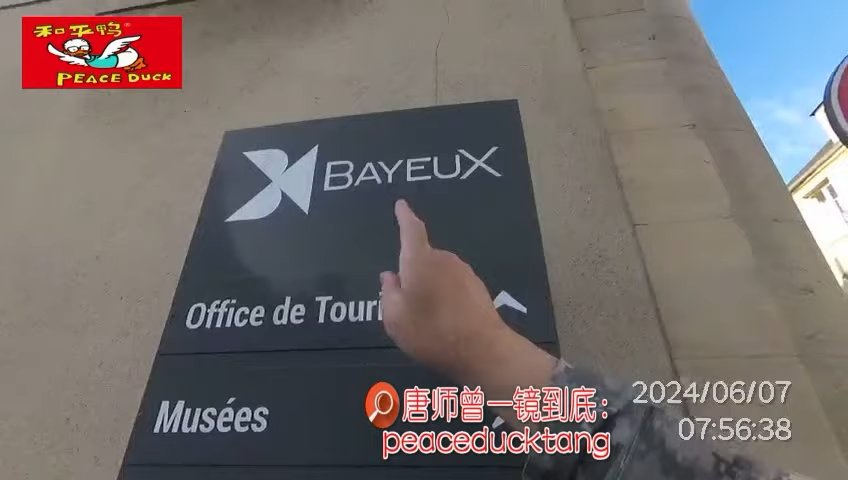 和平鸭®
PEACE DUCK
BAYEUX
Office de Touri
Musées
唐师曾一镜到底：
peaceducktang
2024/06/07
07:56:38